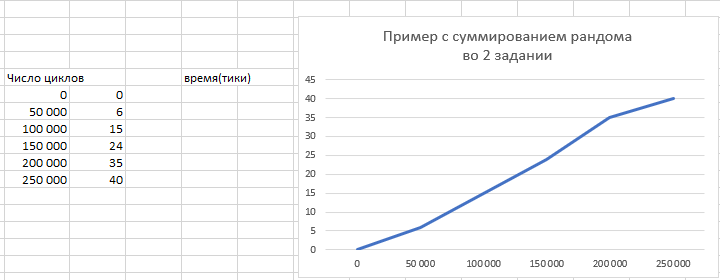 Число циклов время(тики)
0 0
50 000 6
100 000 15
150 000 24
200 000 35
250 000 40
Пример с суммированием рандома
во 2 задании
45
40
35
30
25
20
15
10
5
0
0 50 000 100 000 150 000 200 000 250 000